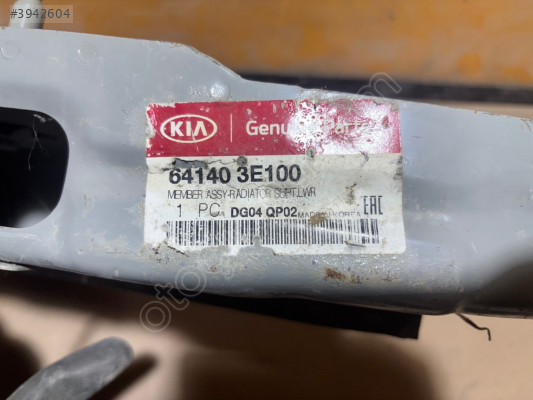 #3942604
KIA Genuine Parts
64140 3E100
MEMBER ASSY-RADIATOR SUPT,LWR
1 PC DG04 QP02 MADE IN KOREA EAC